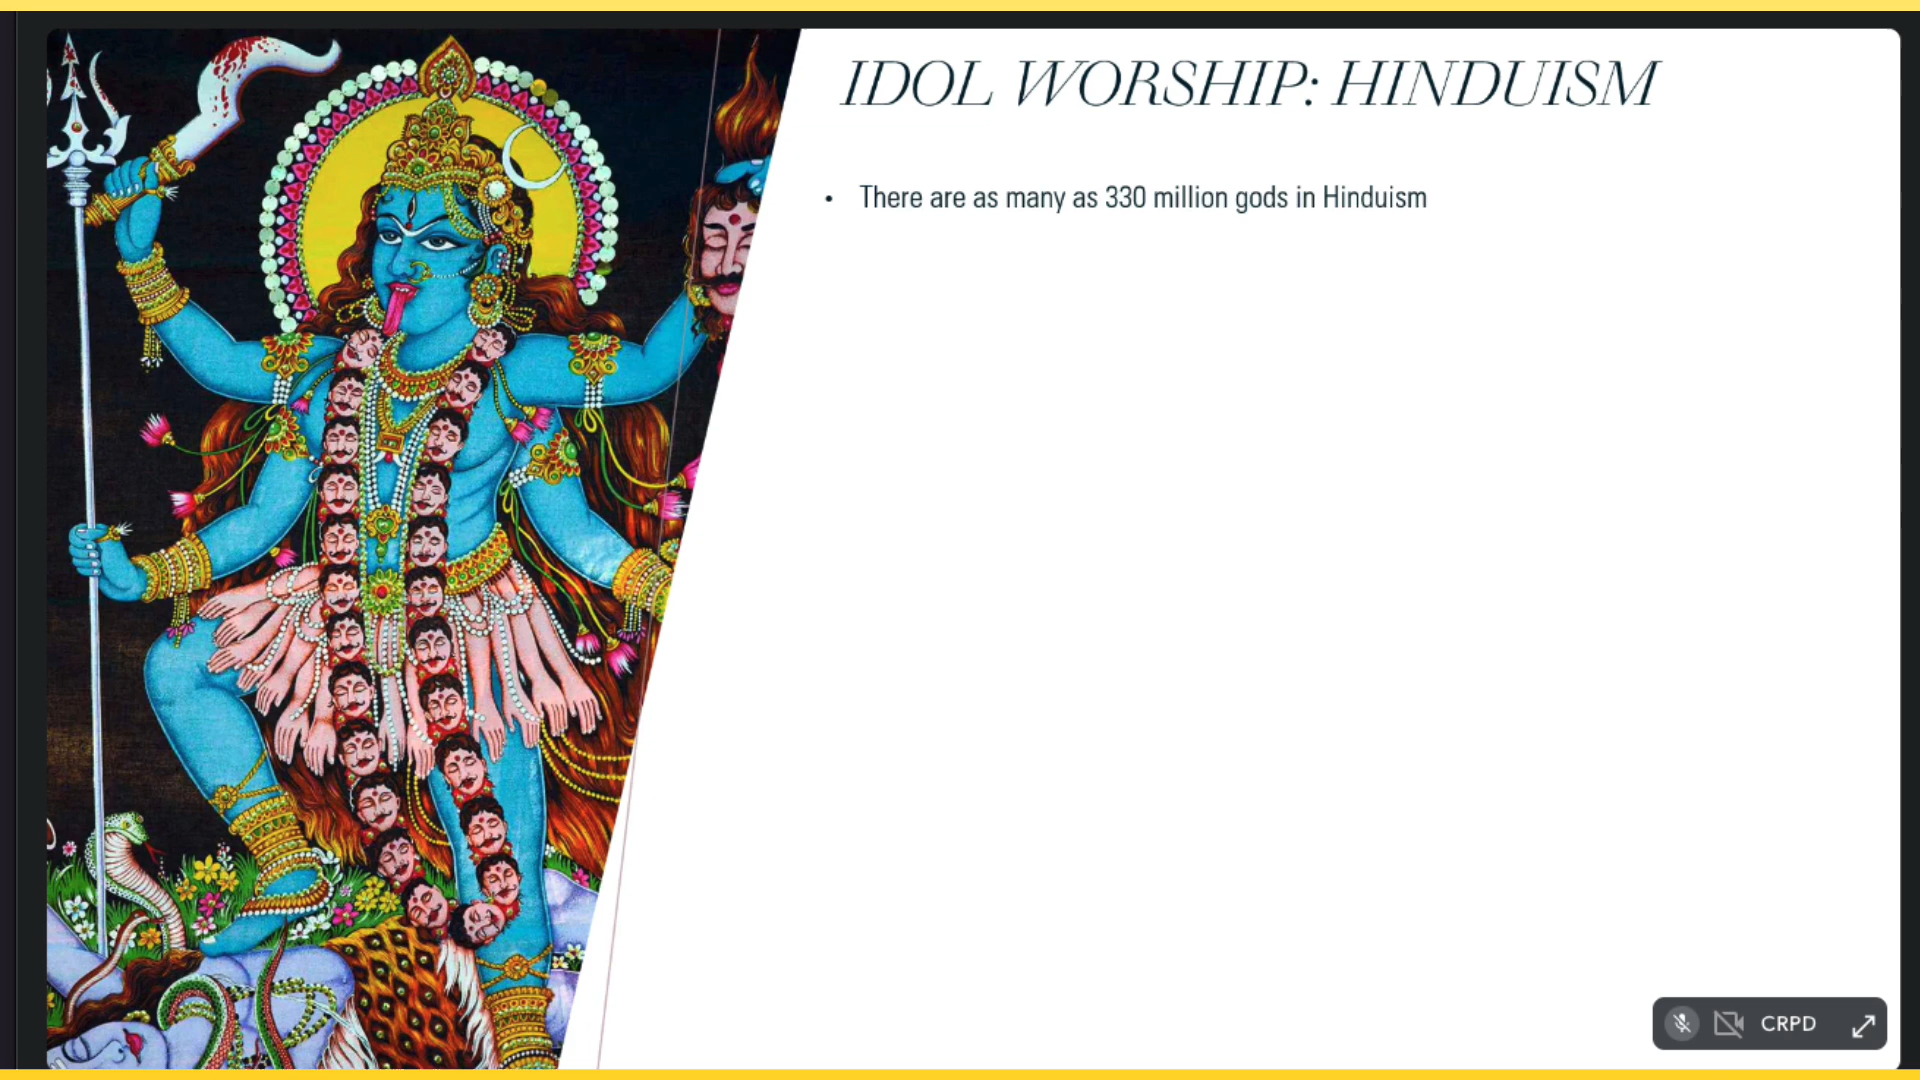 IDOL WORSHIP: HINDUISM
• There are as many as 330 million gods in Hinduism
CRPD